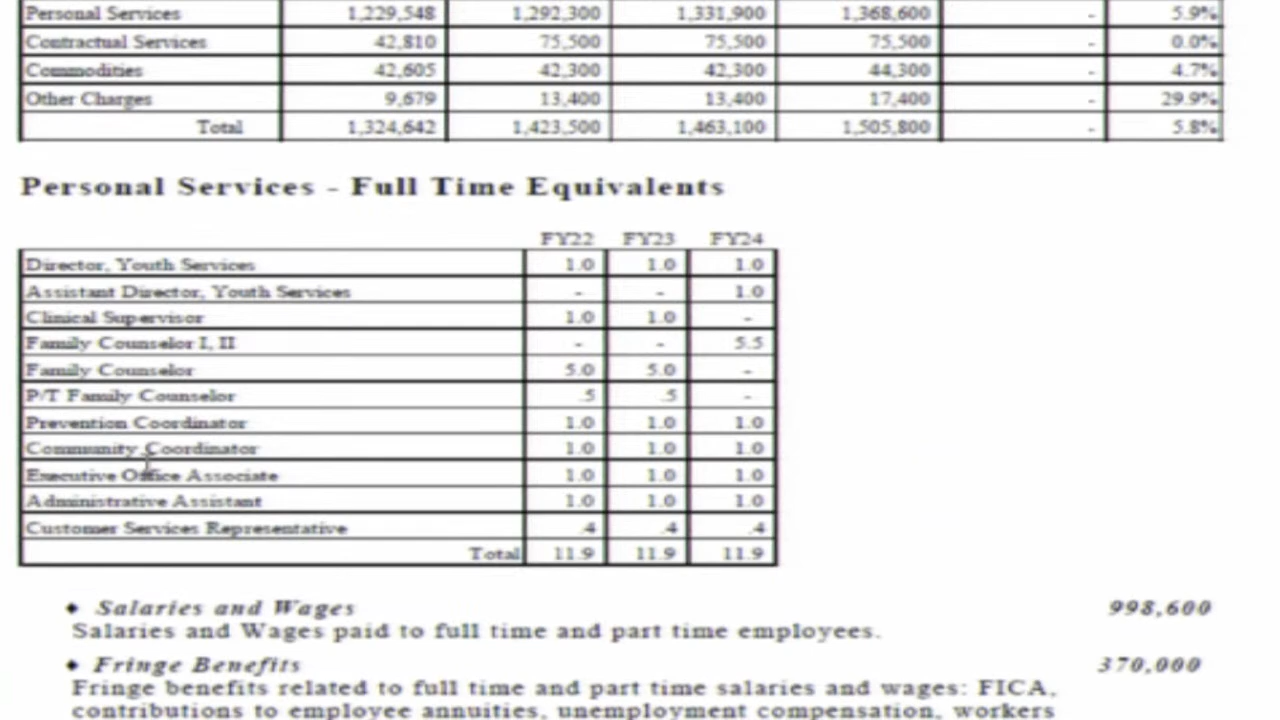 Personal Services 1,229,548 1,292,300 1,331,900 1,368,600 - 5.9%
Contractual Services 42,810 75,500 75,500 75,500 - 0.0%
Commodities 42,605 42,300 42,300 44,300 - 4.7%
Other Charges 9,679 13,400 13,400 17,400 - 29.9%
Total 1,324,642 1,423,500 1,463,100 1,505,800 - 5.8%
Personal Services - Full Time Equivalents
FY22 FY23 FY24
Director, Youth Services 1.0 1.0 1.0
Assistant Director, Youth Services - - 1.0
Clinical Supervisor 1.0 1.0 -
Family Counselor I, II - - 5.5
Family Counselor 5.0 5.0 -
P/T Family Counselor .5 .5 -
Prevention Coordinator 1.0 1.0 1.0
Community Coordinator 1.0 1.0 1.0
Executive Office Associate 1.0 1.0 1.0
Administrative Assistant 1.0 1.0 1.0
Customer Services Representative .4 .4 .4
Total 11.9 11.9 11.9
♦ Salaries and Wages 998,600
Salaries and Wages paid to full time and part time employees.
♦ Fringe Benefits 370,000
Fringe benefits related to full time and part time salaries and wages: FICA,
contributions to employee annuities, unemployment compensation, workers